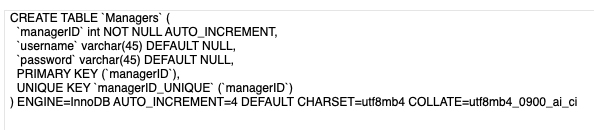 CREATE TABLE `Managers` (
  `managerID` int NOT NULL AUTO_INCREMENT,
  `username` varchar(45) DEFAULT NULL,
  `password` varchar(45) DEFAULT NULL,
  PRIMARY KEY (`managerID`),
  UNIQUE KEY `managerID_UNIQUE` (`managerID`)
) ENGINE=InnoDB AUTO_INCREMENT=4 DEFAULT CHARSET=utf8mb4 COLLATE=utf8mb4_0900_ai_ci